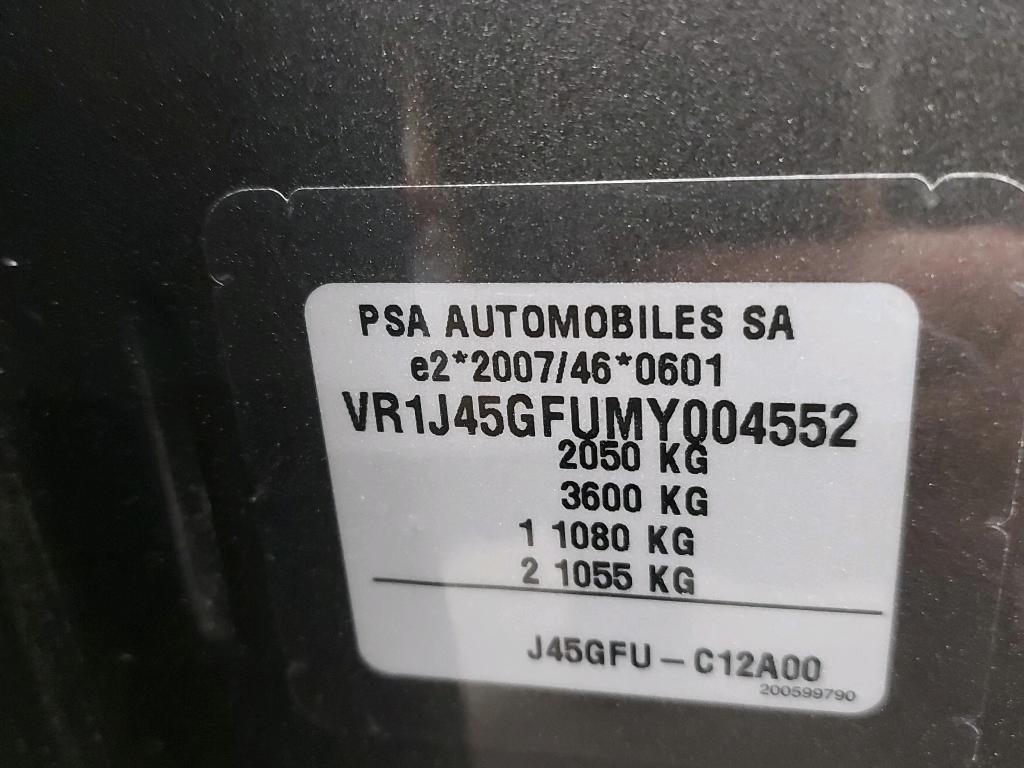 PSA AUTOMOBILES SA
e2*2007/46*0601
VR1J45GFUMY004552
2050 KG
3600 KG
1 1080 KG
2 1055 KG
J45GFU – C12A00
200599790